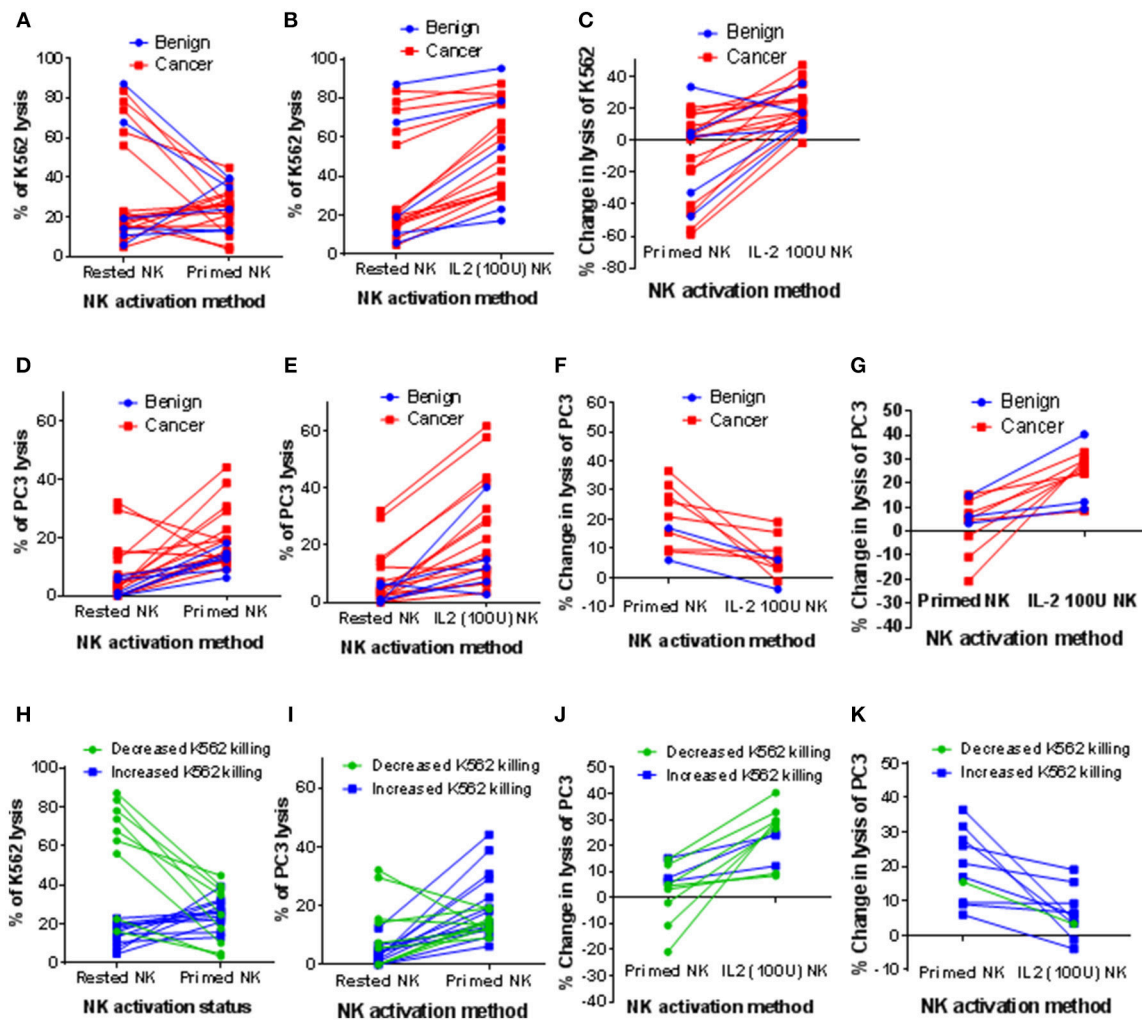 A
Benign
Cancer
% of K562 lysis
100
80
60
40
20
0
Rested NK Primed NK
NK activation method
B
Benign
Cancer
% of K562 lysis
100
80
60
40
20
0
Rested NK IL2 (100U) NK
NK activation method
C
Benign
Cancer
% Change in lysis of K562
40
20
0
-20
-40
-60
-80
Primed NK IL-2 100U NK
NK activation method
D
Benign
Cancer
% of PC3 lysis
60
40
20
0
Rested NK Primed NK
NK activation method
E
Benign
Cancer
% of PC3 lysis
60
40
20
0
Rested NK IL2 (100U) NK
NK activation method
F
Benign
Cancer
% Change in lysis of PC3
60
50
40
30
20
10
0
-10
Primed NK IL-2 100U NK
NK activation method
G
Benign
Cancer
% Change in lysis of PC3
50
40
30
20
10
0
-10
-20
-30
-40
Primed NK IL-2 100U NK
NK activation method
H
Decreased K562 killing
Increased K562 killing
% of K562 lysis
100
80
60
40
20
0
Rested NK Primed NK
NK activation status
I
Decreased K562 killing
Increased K562 killing
% of PC3 lysis
60
40
20
0
Rested NK Primed NK
NK activation method
J
Decreased K562 killing
Increased K562 killing
% Change in lysis of PC3
50
40
30
20
10
0
-10
-20
-30
-40
Primed NK IL2 (100U) NK
NK activation method
K
Decreased K562 killing
Increased K562 killing
% Change in lysis of PC3
50
40
30
20
10
0
-10
Primed NK IL2 (100U) NK
NK activation method